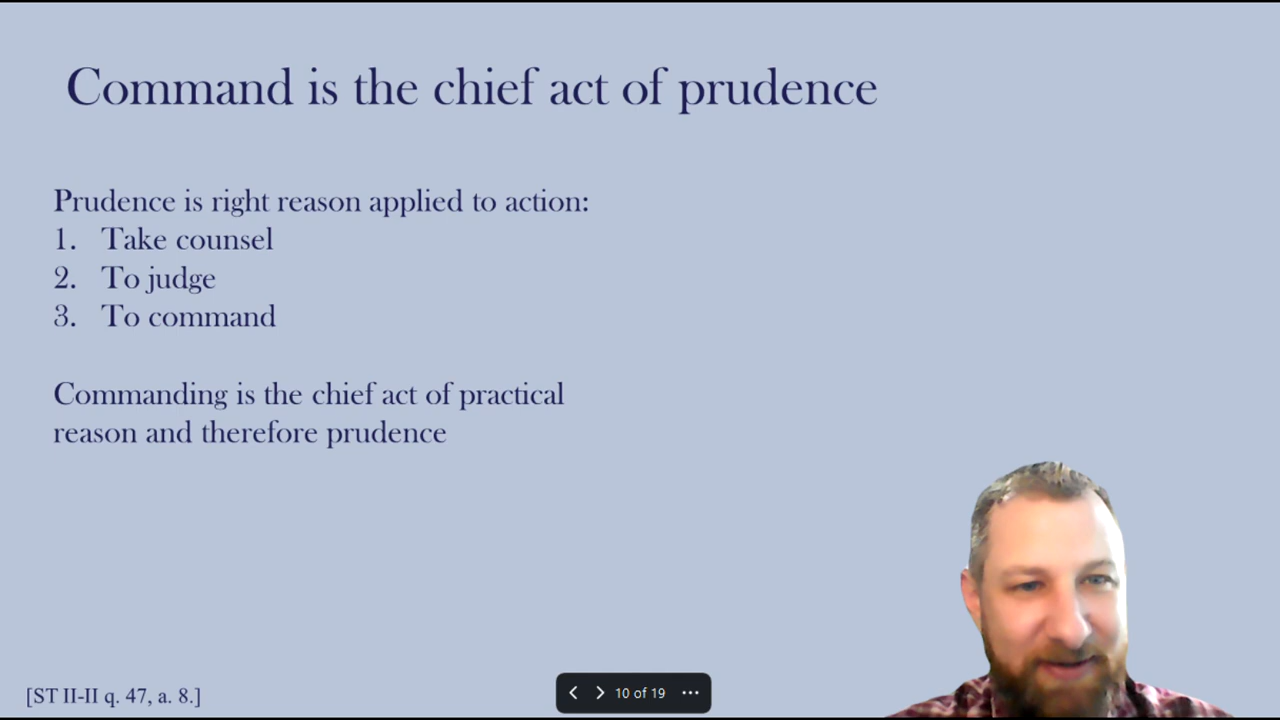 Command is the chief act of prudence
Prudence is right reason applied to action:
1. Take counsel
2. To judge
3. To command
Commanding is the chief act of practical
reason and therefore prudence
[ST II-II q. 47, a. 8.]
10 of 19